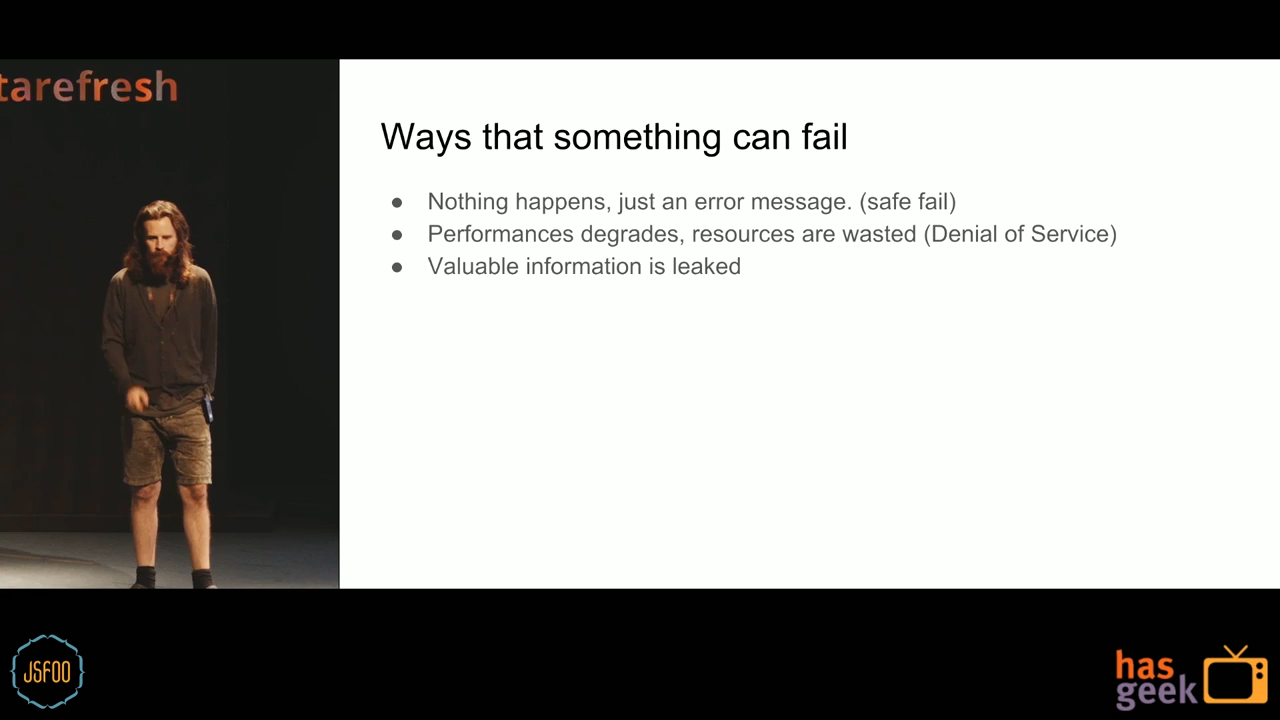 tarefresh
Ways that something can fail
● Nothing happens, just an error message. (safe fail)
● Performances degrades, resources are wasted (Denial of Service)
● Valuable information is leaked
JSFOO
has
geek